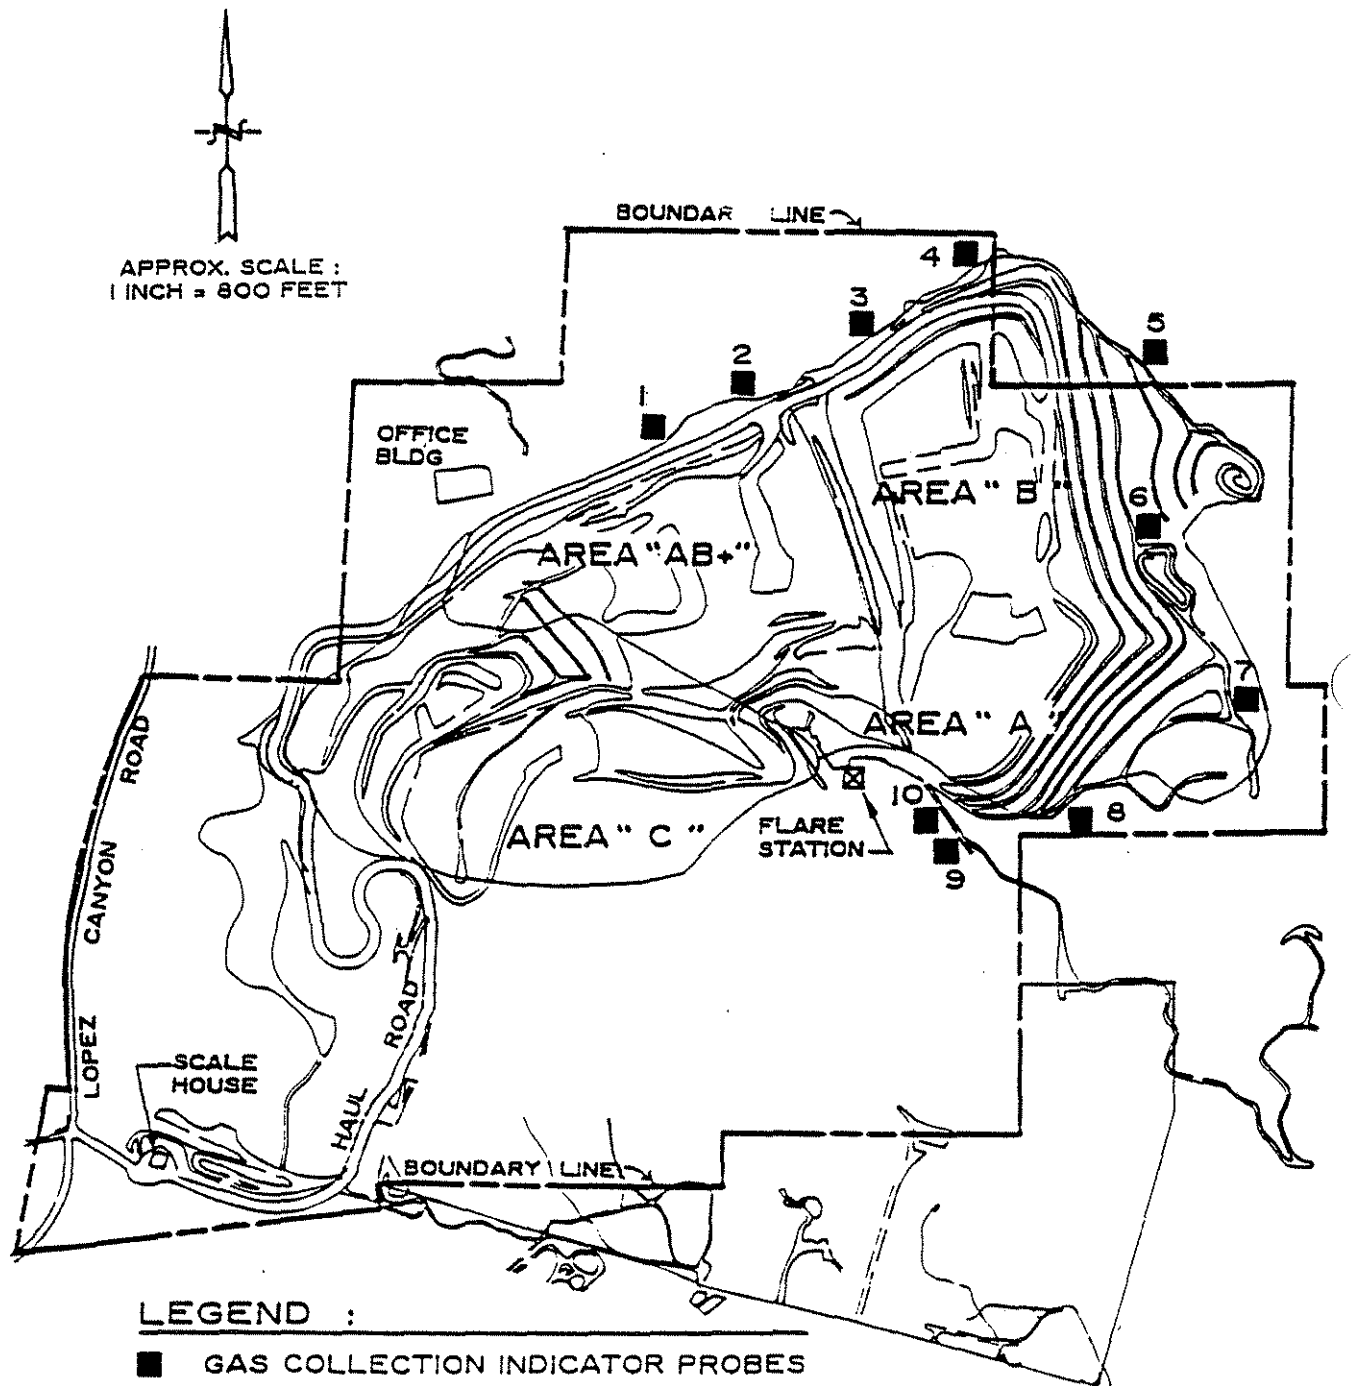 N
APPROX. SCALE :
1 INCH = 800 FEET
BOUNDAR LINE
4
3
5
2
1
OFFICE
BLDG
AREA "B"
6
AREA "AB+"
7
AREA "A"
ROAD
10
8
FLARE
STATION
AREA "C"
9
CANYON
ROAD
LOPEZ
SCALE
HOUSE
HAUL
BOUNDARY LINE
LEGEND :
GAS COLLECTION INDICATOR PROBES